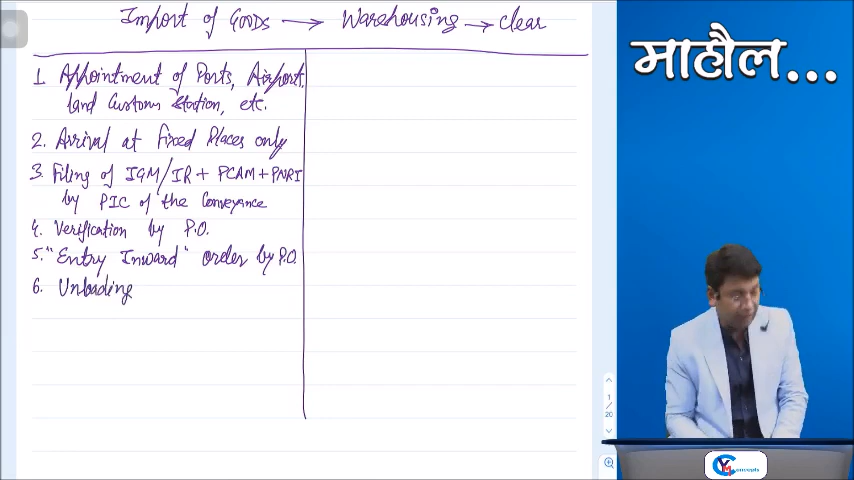 Import of Goods → Warehousing → clear
1. Appointment of Ports, Airport,
land Customs Station, etc.
2. Arrival at fixed Places only
3. Filing of IGM/IR + PCAM + PNRI
by PIC of the Conveyance
4. Verification by P.O.
5. "Entry Inward" order by P.O.
6. Unloading
माहौल...
1
/
20